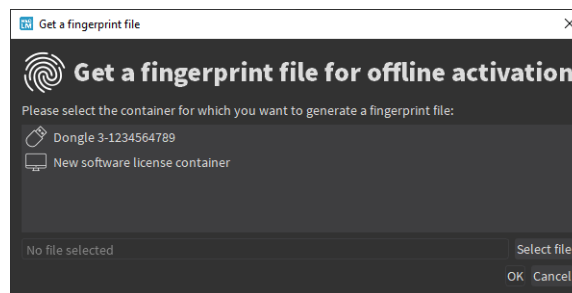 Get a fingerprint file
Get a fingerprint file for offline activation
Please select the container for which you want to generate a fingerprint file:
Dongle 3-1234564789
New software license container
No file selected
Select file
OK Cancel